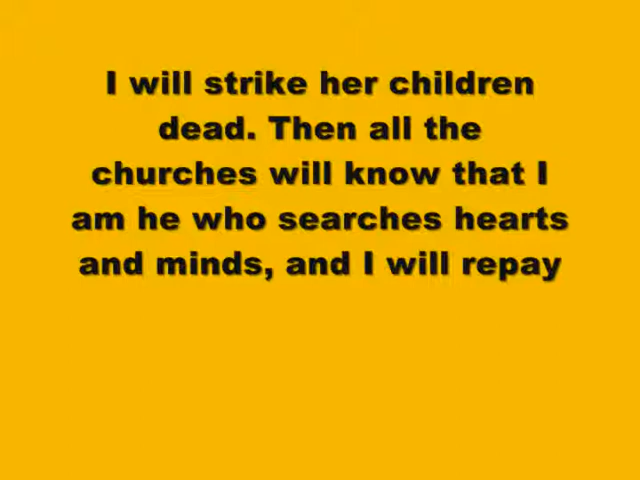 I will strike her children
dead. Then all the
churches will know that I
am he who searches hearts
and minds, and I will repay